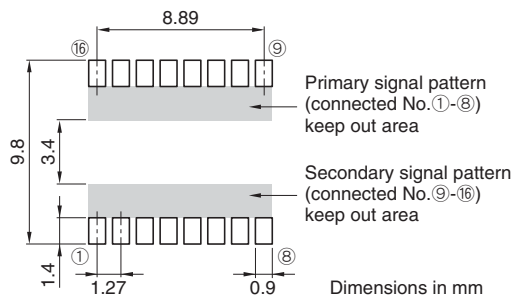 8.89
⑯
⑨
Primary signal pattern
(connected No.①-⑧)
keep out area
9.8
3.4
Secondary signal pattern
(connected No.⑨-⑯)
keep out area
①
⑧
1.4
1.27
0.9
Dimensions in mm